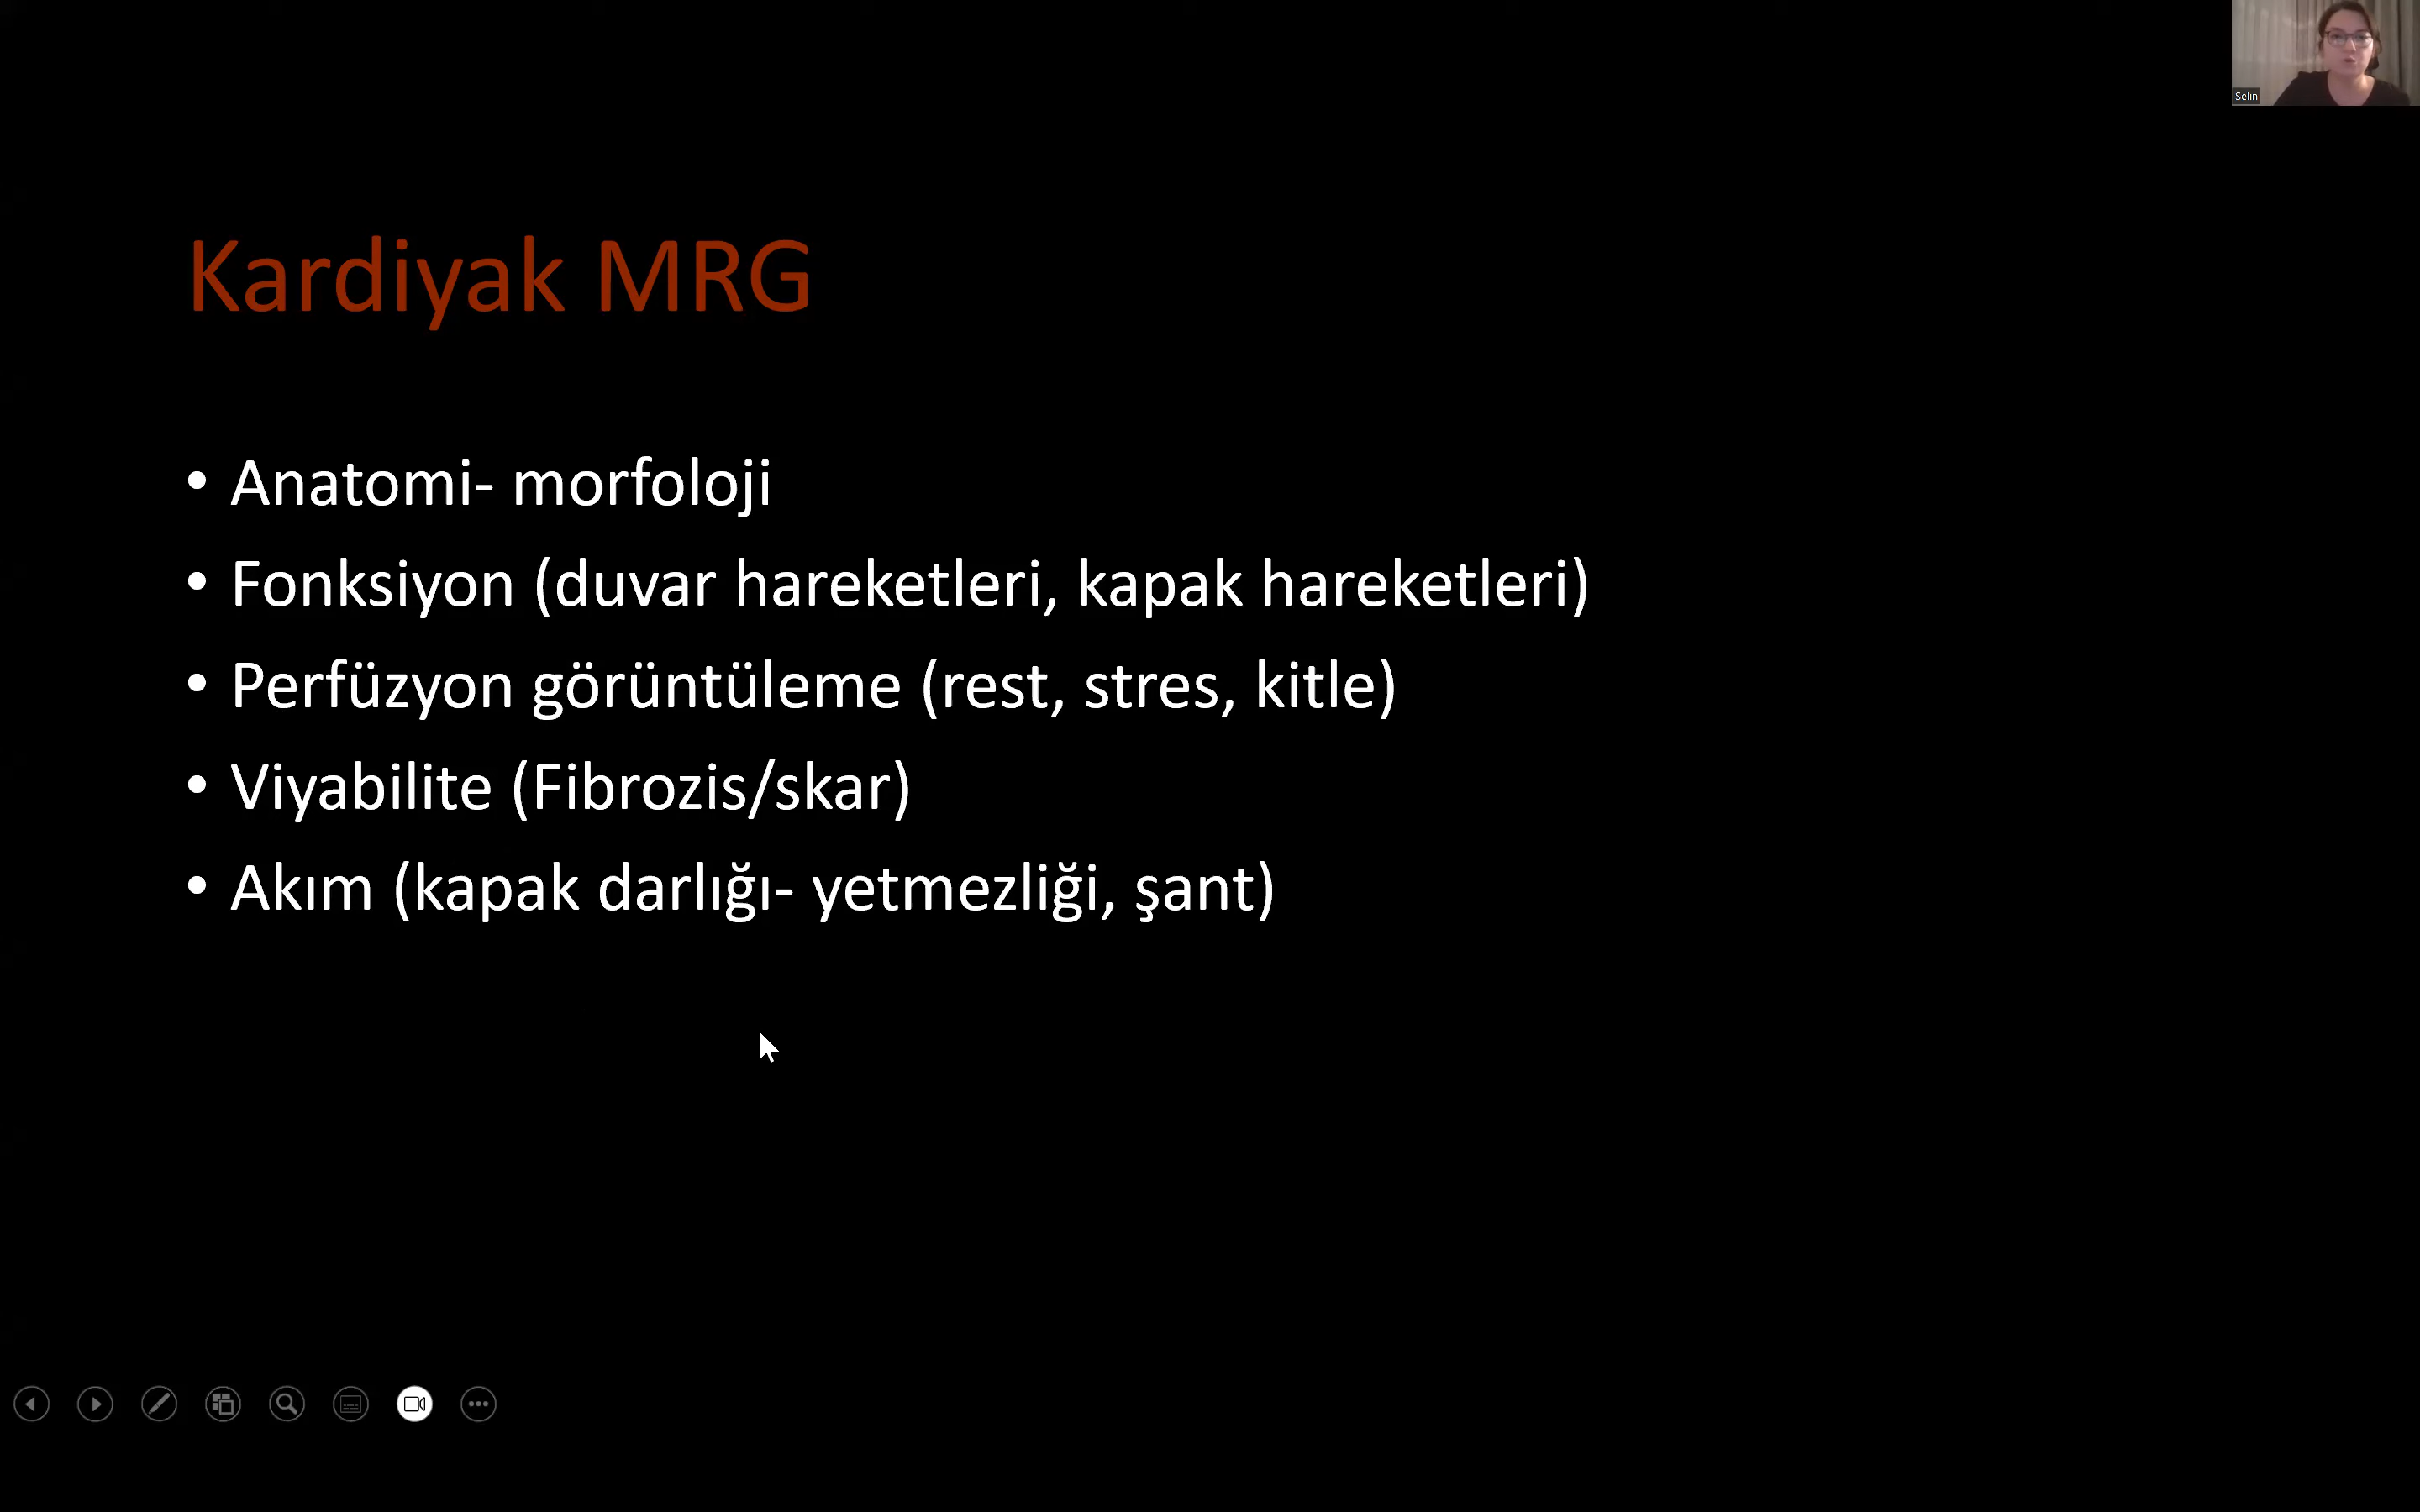 Selin
Kardiyak MRG
• Anatomi- morfoloji
• Fonksiyon (duvar hareketleri, kapak hareketleri)
• Perfüzyon görüntüleme (rest, stres, kitle)
• Viyabilite (Fibrozis/skar)
• Akım (kapak darlığı- yetmezliği, şant)